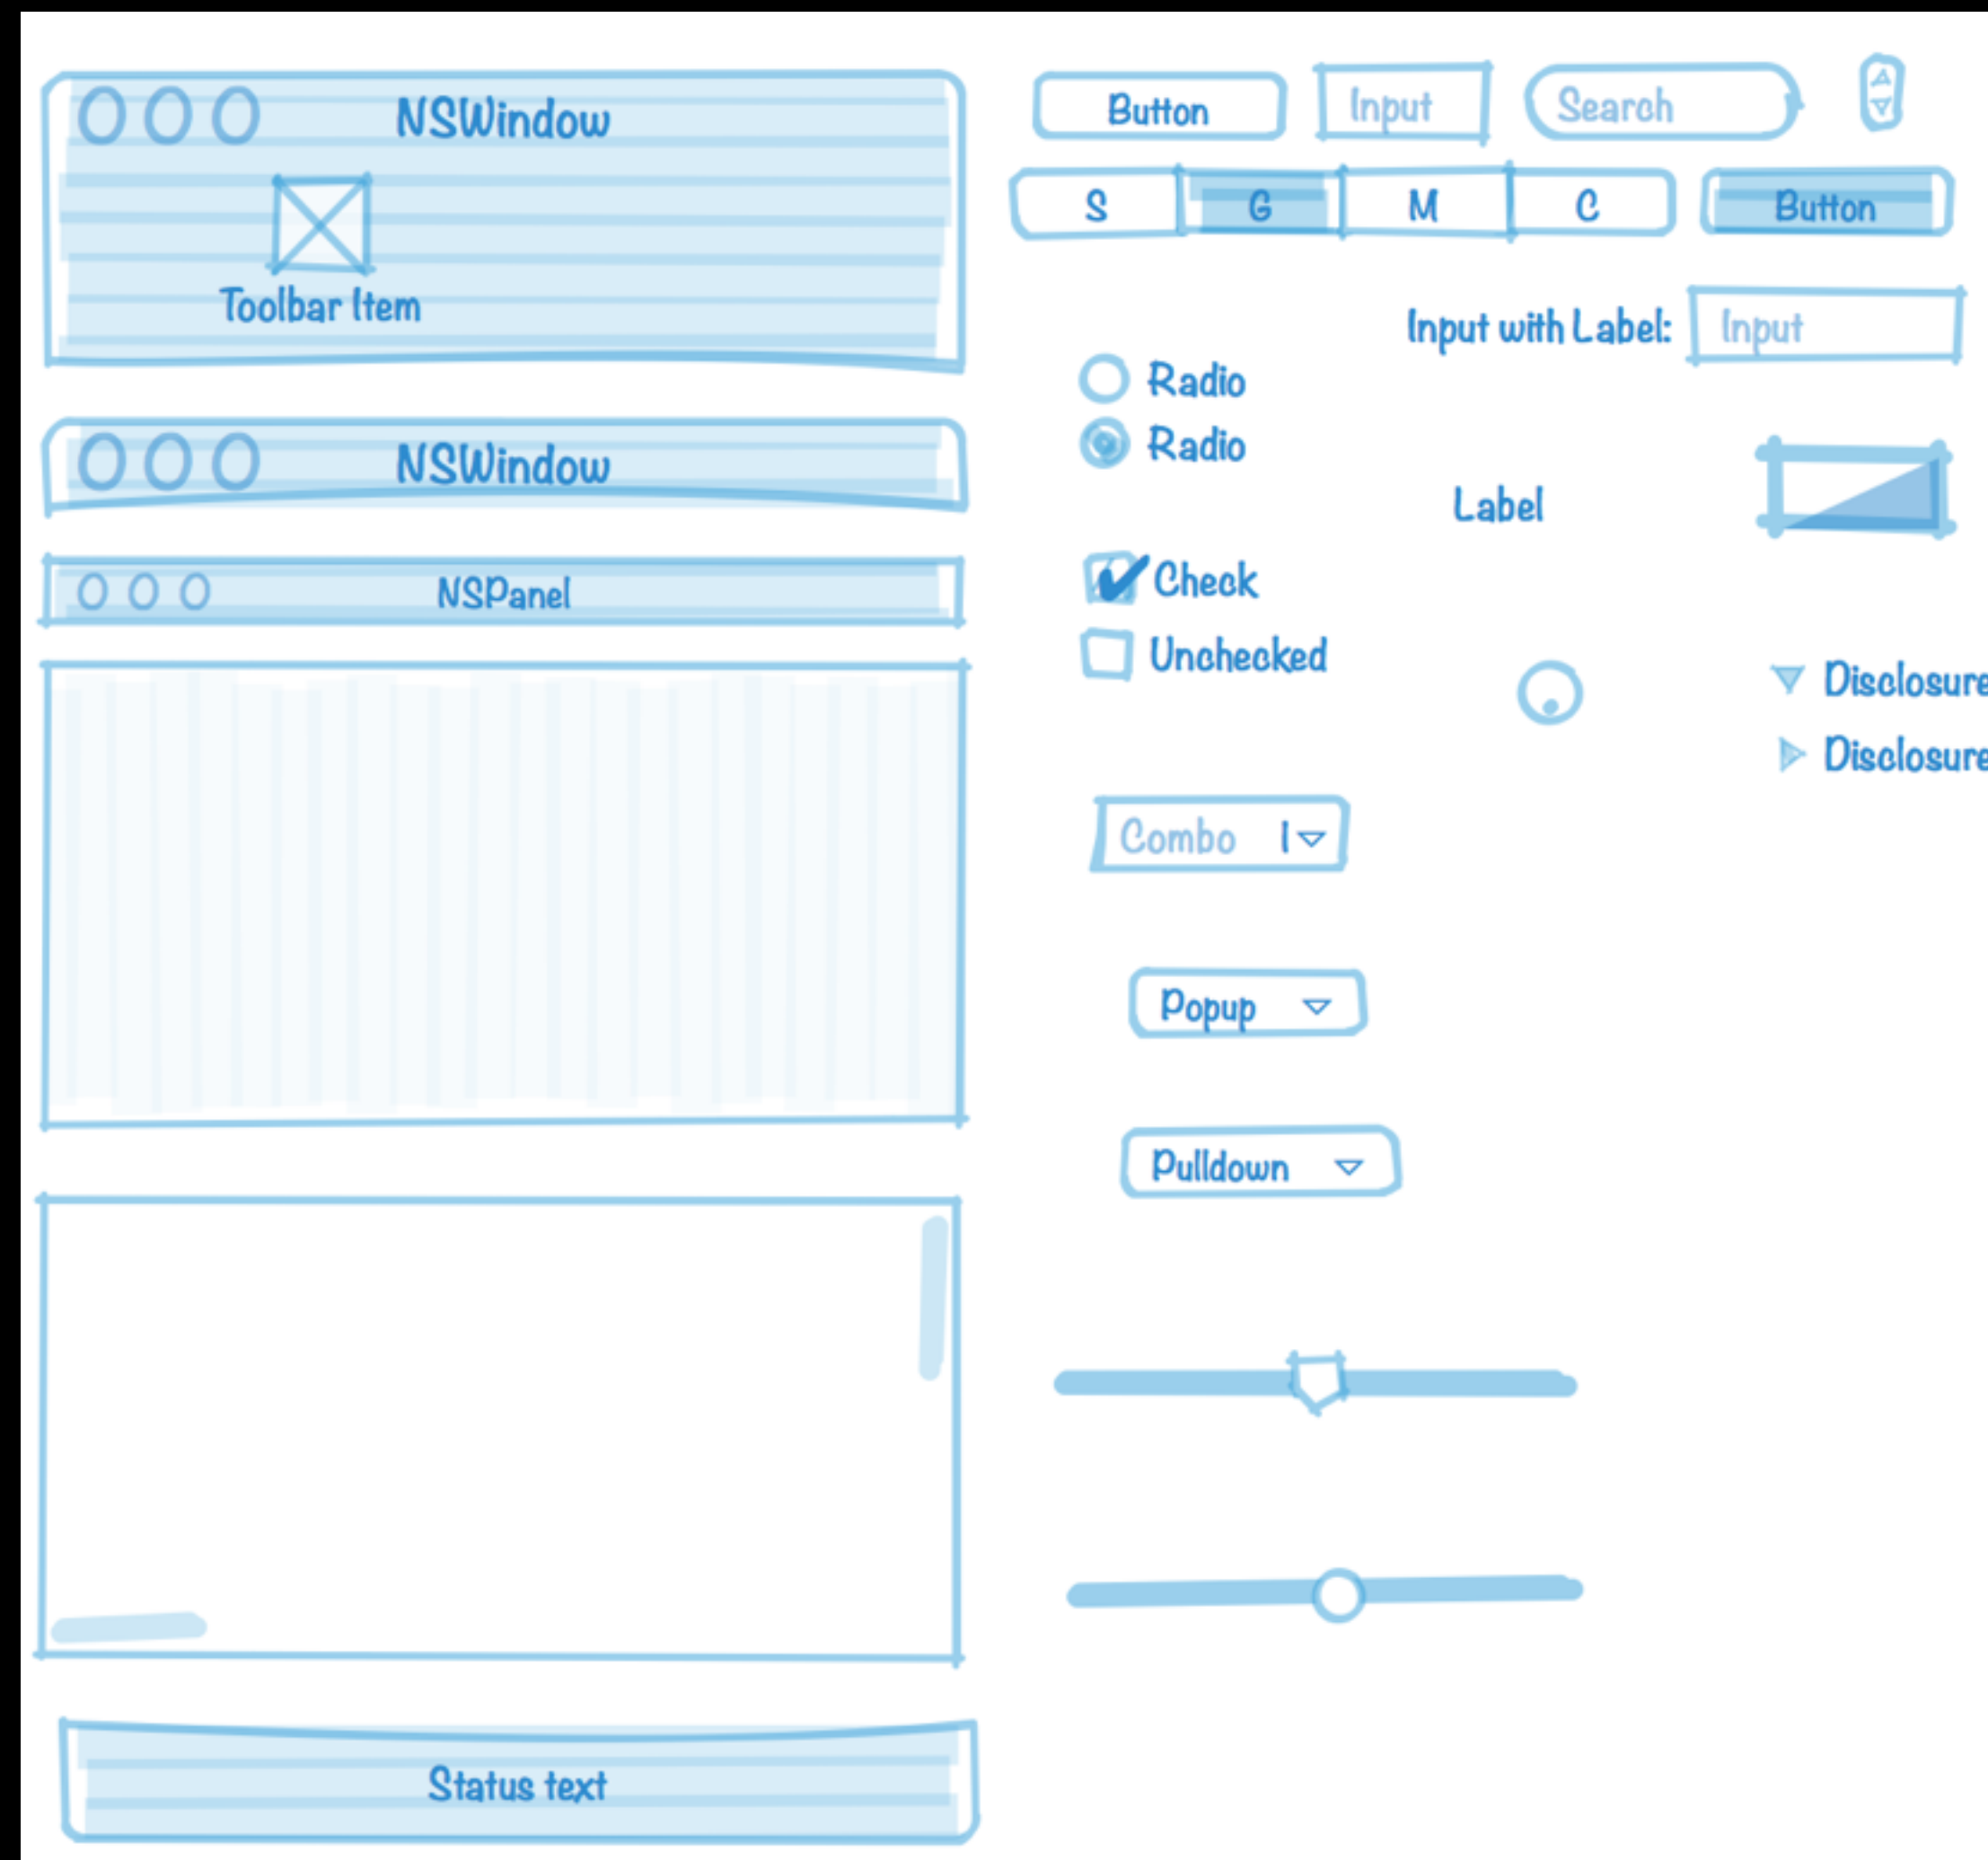 NSWindow
Toolbar Item
NSWindow
NSPanel
Status text
Button
Input
Search
S
G
M
C
Button
Input with Label:
Input
Radio
Radio
Label
Check
Unchecked
Disclosure
Disclosure
Combo
Popup
Pulldown